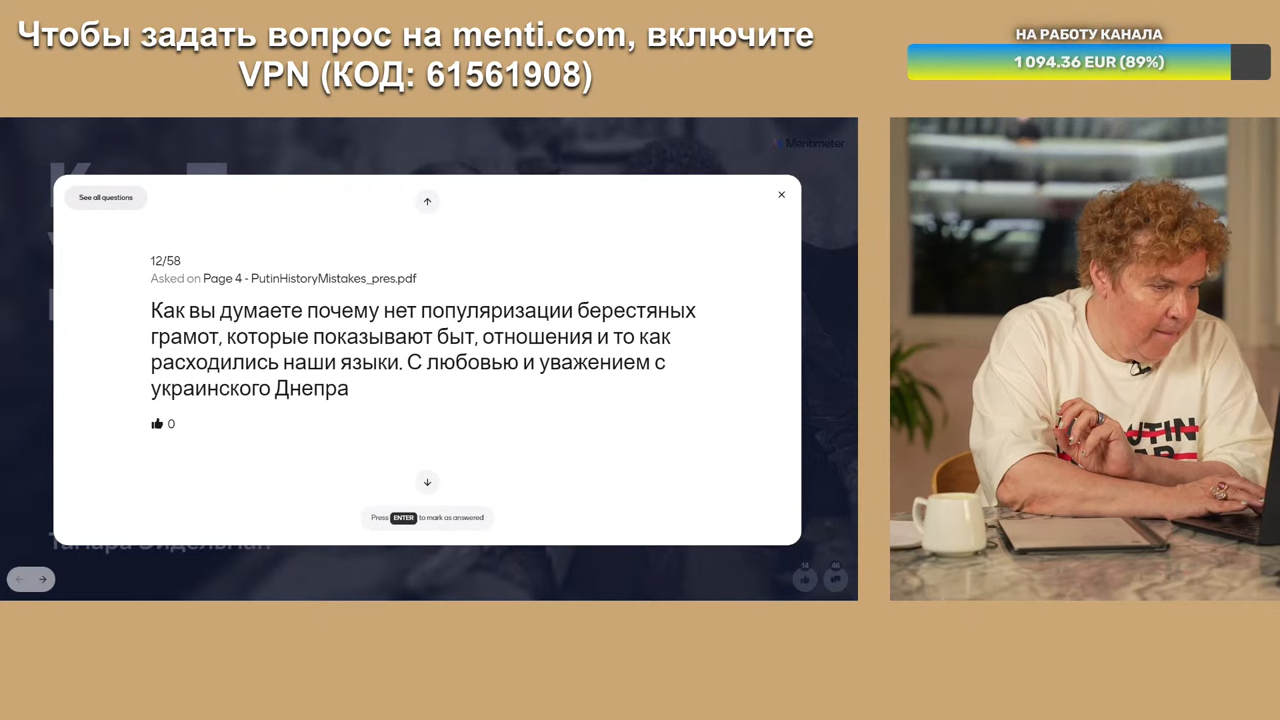 Чтобы задать вопрос на menti.com, включите
VPN (КОД: 61561908)
НА РАБОТУ КАНАЛА
1 094.36 EUR (89%)
Mentimeter
See all questions
12/58
Asked on Page 4 - PutinHistoryMistakes_pres.pdf
Как вы думаете почему нет популяризации берестяных
грамот, которые показывают быт, отношения и то как
расходились наши языки. С любовью и уважением с
украинского Днепра
0
Press ENTER to mark as answered
14
46